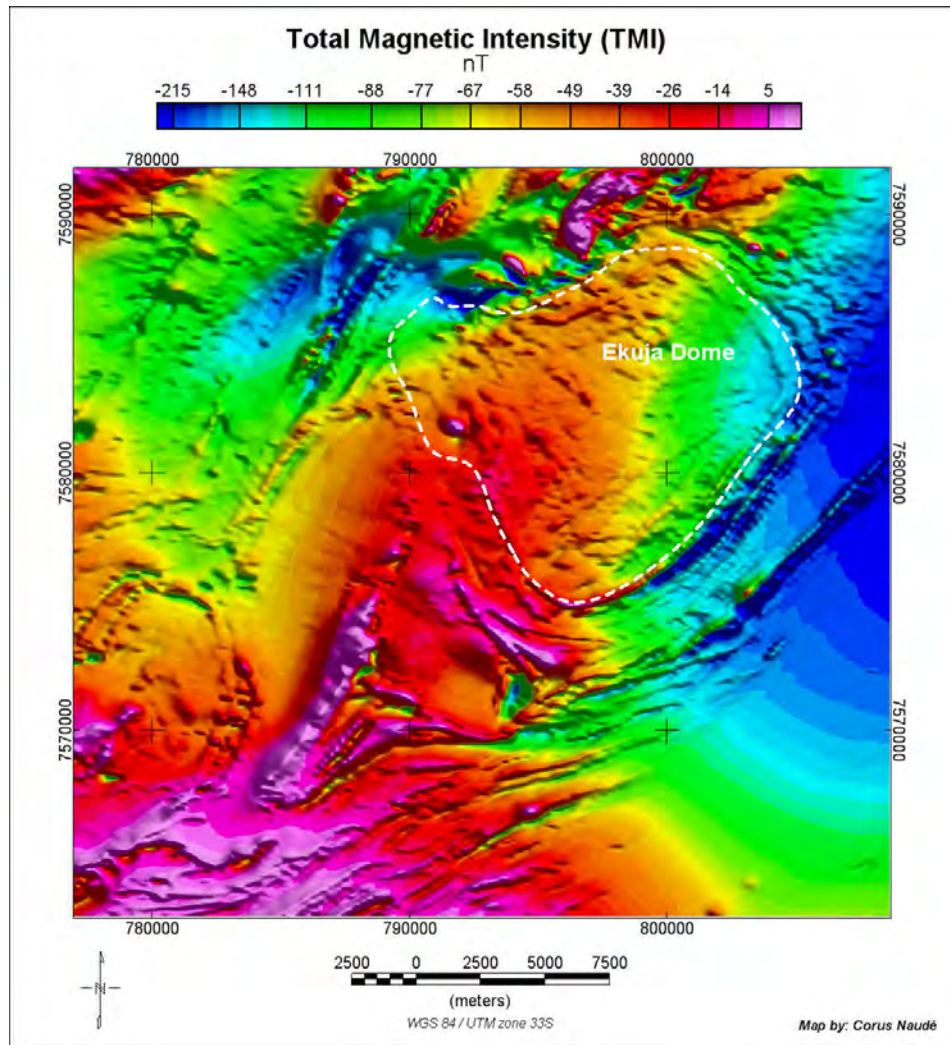 Total Magnetic Intensity (TMI)
nT
-215 -148 -111 -88 -77 -67 -58 -49 -39 -26 -14 5
780000 790000 800000
7590000 7590000
Ekuja Dome
7580000 7580000
7570000 7570000
780000 790000 800000
2500 0 2500 5000 7500
(meters)
N
WGS 84 / UTM zone 33S
Map by: Corus Naudé